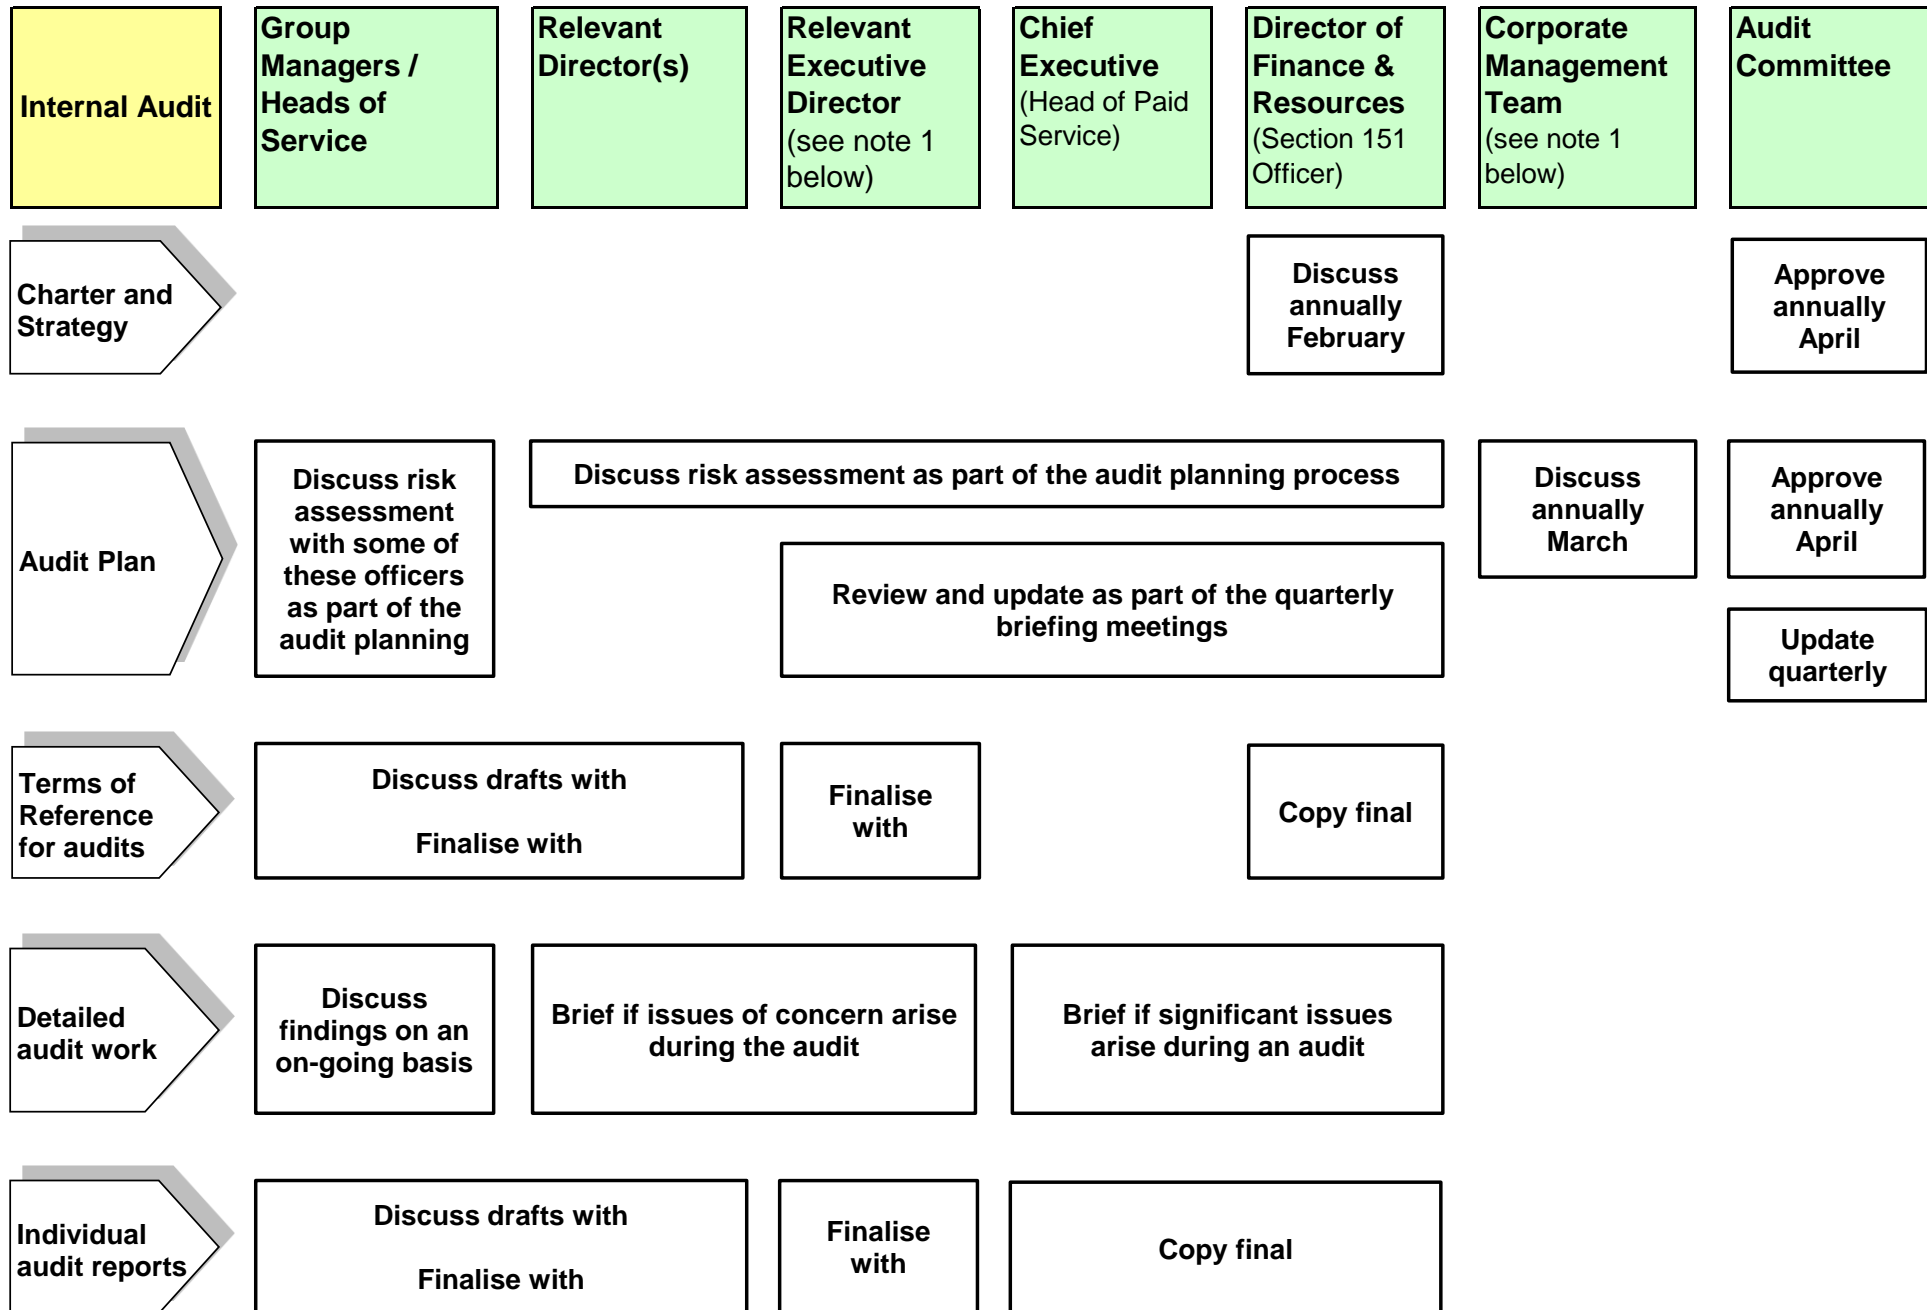 Internal Audit
Group
Managers /
Heads of
Service
Relevant
Director(s)
Relevant
Executive
Director
(see note 1
below)
Chief
Executive
(Head of Paid
Service)
Director of
Finance &
Resources
(Section 151
Officer)
Corporate
Management
Team
(see note 1
below)
Audit
Committee
Charter and
Strategy
Discuss
annually
February
Approve
annually
April
Audit Plan
Discuss risk
assessment
with some of
these officers
as part of the
audit planning
Discuss risk assessment as part of the audit planning process
Review and update as part of the quarterly
briefing meetings
Discuss
annually
March
Approve
annually
April
Update
quarterly
Terms of
Reference
for audits
Discuss drafts with
Finalise with
Finalise
with
Copy final
Detailed
audit work
Discuss
findings on an
on-going basis
Brief if issues of concern arise
during the audit
Brief if significant issues
arise during an audit
Individual
audit reports
Discuss drafts with
Finalise with
Finalise
with
Copy final